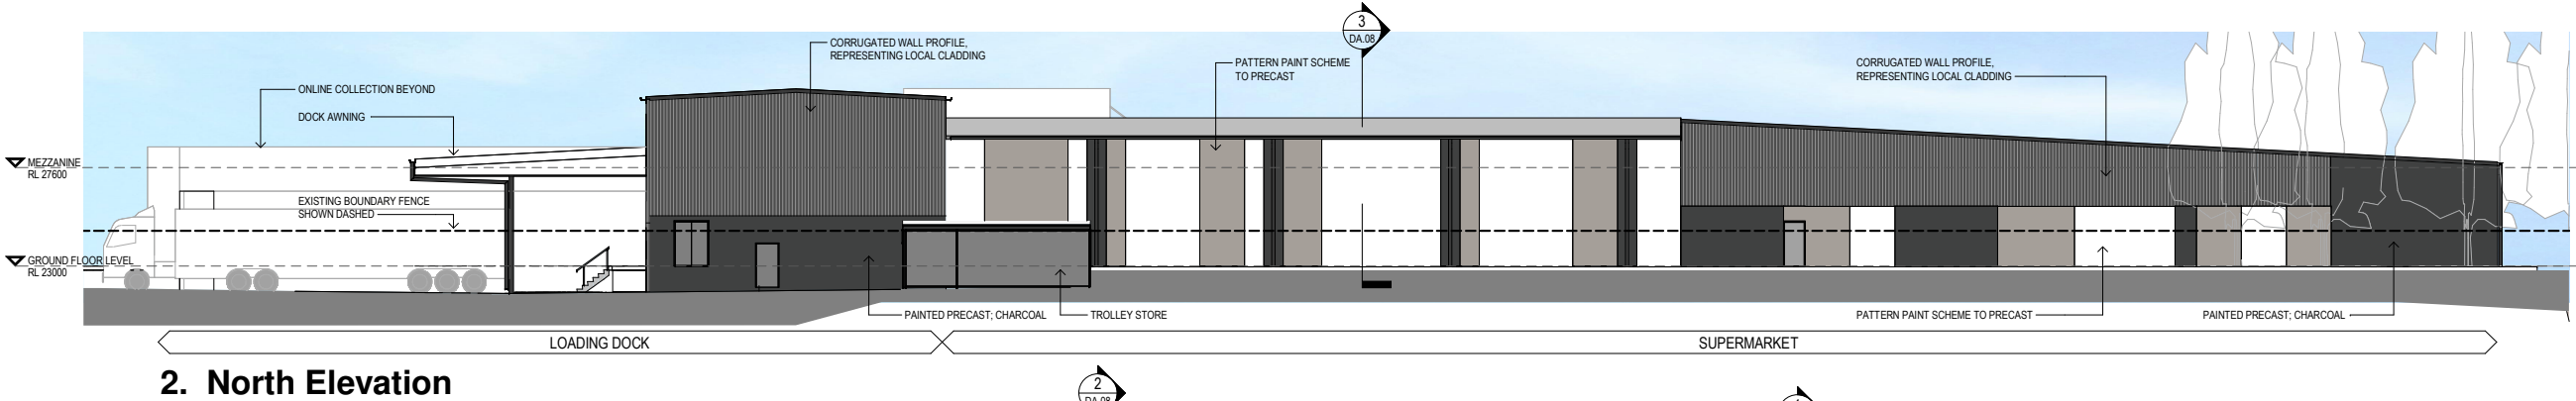 3
DA.08
CORRUGATED WALL PROFILE,
REPRESENTING LOCAL CLADDING
PATTERN PAINT SCHEME
TO PRECAST
CORRUGATED WALL PROFILE,
REPRESENTING LOCAL CLADDING
ONLINE COLLECTION BEYOND
DOCK AWNING
MEZZANINE
RL 27600
EXISTING BOUNDARY FENCE
SHOWN DASHED
GROUND FLOOR LEVEL
RL 23000
PAINTED PRECAST; CHARCOAL
TROLLEY STORE
PATTERN PAINT SCHEME TO PRECAST
PAINTED PRECAST; CHARCOAL
LOADING DOCK
SUPERMARKET
2. North Elevation
2
DA.08